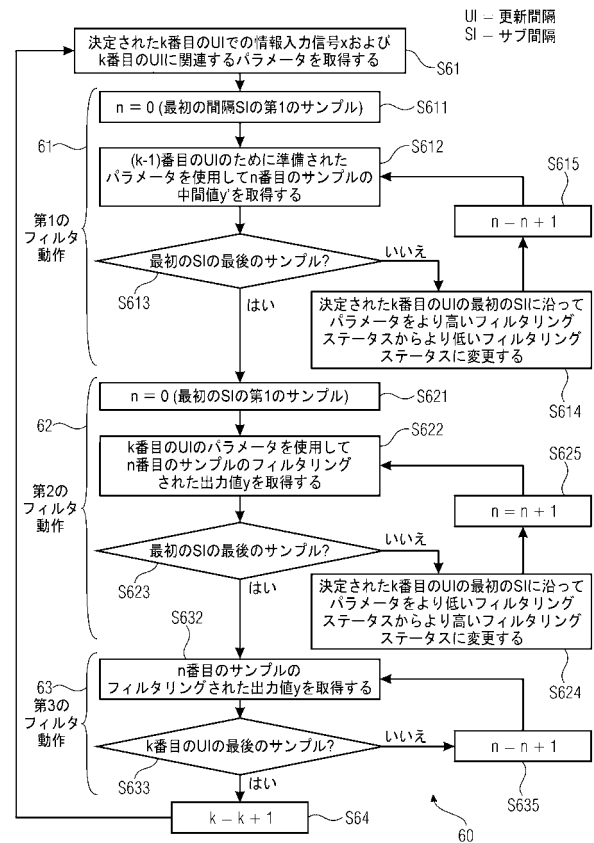 UI – 更新間隔
SI – サブ間隔
決定されたk番目のUIでの情報入力信号xおよび
k番目のUIに関連するパラメータを取得する
S61
n = 0 (最初の間隔SIの第1のサンプル)
S611
61
S612
(k-1)番目のUIのために準備された
パラメータを使用してn番目のサンプルの
中間値y'を取得する
S615
n – n + 1
第1の
フィルタ
動作
最初のSIの最後のサンプル?
いいえ
S613
はい
決定されたk番目のUIの最初のSIに沿って
パラメータをより高いフィルタリング
ステータスからより低いフィルタリング
ステータスに変更する
S614
n = 0 (最初のSIの第1のサンプル)
S621
62
S622
k番目のUIのパラメータを使用して
n番目のサンプルのフィルタリング
された出力値yを取得する
S625
n = n + 1
第2の
フィルタ
動作
最初のSIの最後のサンプル?
いいえ
S623
はい
決定されたk番目のUIの最初のSIに沿って
パラメータをより低いフィルタリング
ステータスからより高いフィルタリング
ステータスに変更する
S624
S632
63
n番目のサンプルの
フィルタリングされた出力値yを取得する
第3の
フィルタ
動作
k番目のUIの最後のサンプル?
いいえ
n – n + 1
S633
はい
S635
k – k + 1
S64
60